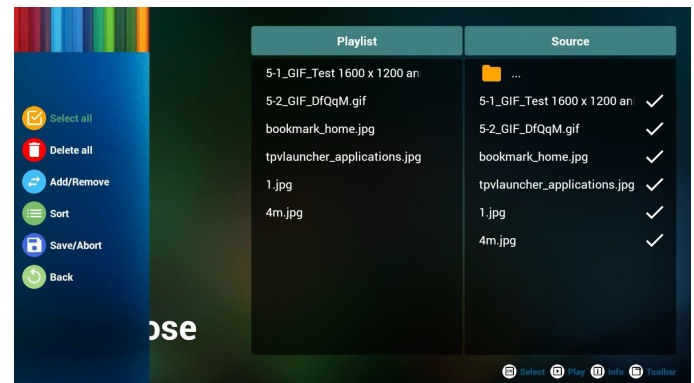 Select all
Delete all
Add/Remove
Sort
Save/Abort
Back
Playlist
5-1_GIF_Test 1600 x 1200 an
5-2_GIF_DfQqM.gif
bookmark_home.jpg
tpvlauncher_applications.jpg
1.jpg
4m.jpg
Source
...
5-1_GIF_Test 1600 x 1200 an
5-2_GIF_DfQqM.gif
bookmark_home.jpg
tpvlauncher_applications.jpg
1.jpg
4m.jpg
ose
Select Play Info Toolbar